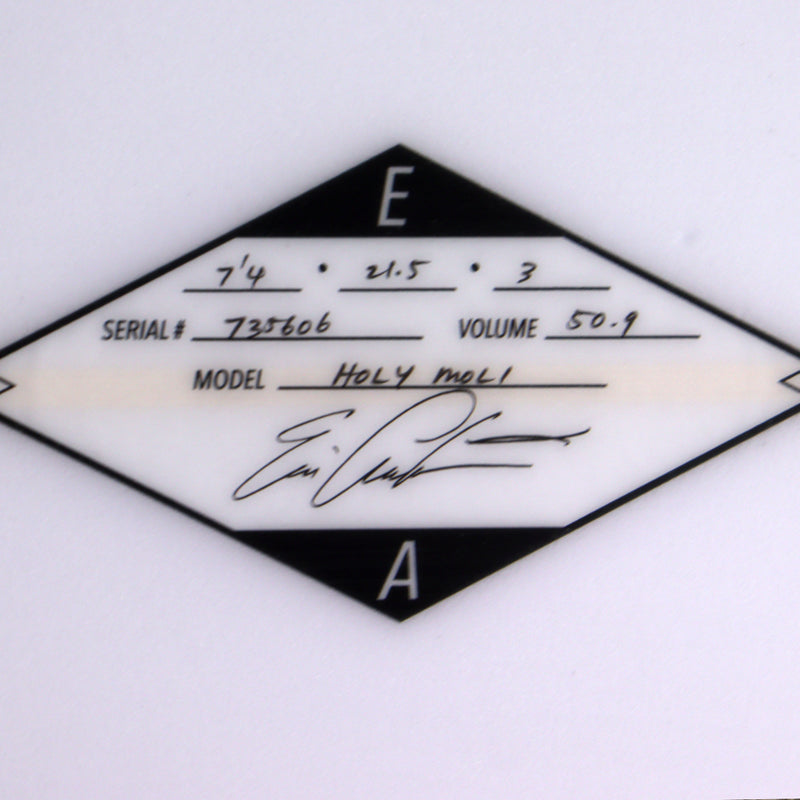 E
7'4 • 21.5 • 3
SERIAL# 735606 VOLUME 50.9
MODEL HOLY MOLI
A